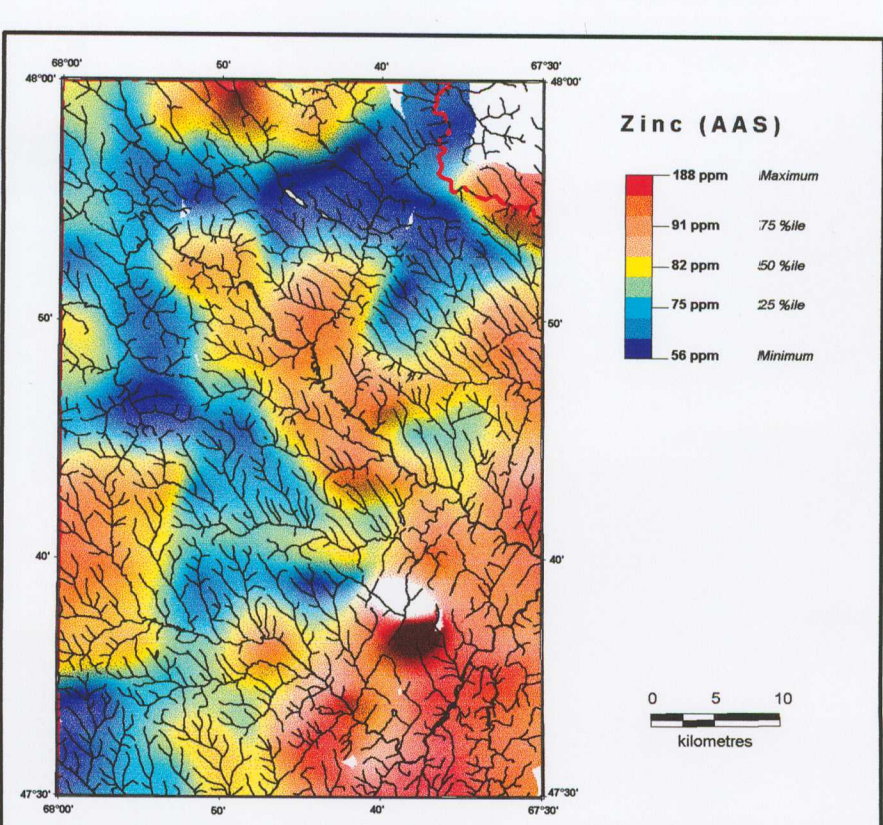 68°00' 50' 40' 67°30'
48°00' 48°00'
Zinc (AAS)
188 ppm Maximum
91 ppm 75 %ile
82 ppm 50 %ile
75 ppm 25 %ile
56 ppm Minimum
50' 50'
40' 40'
0 5 10
kilometres
47°30' 47°30'
68°00' 50' 40' 67°30'